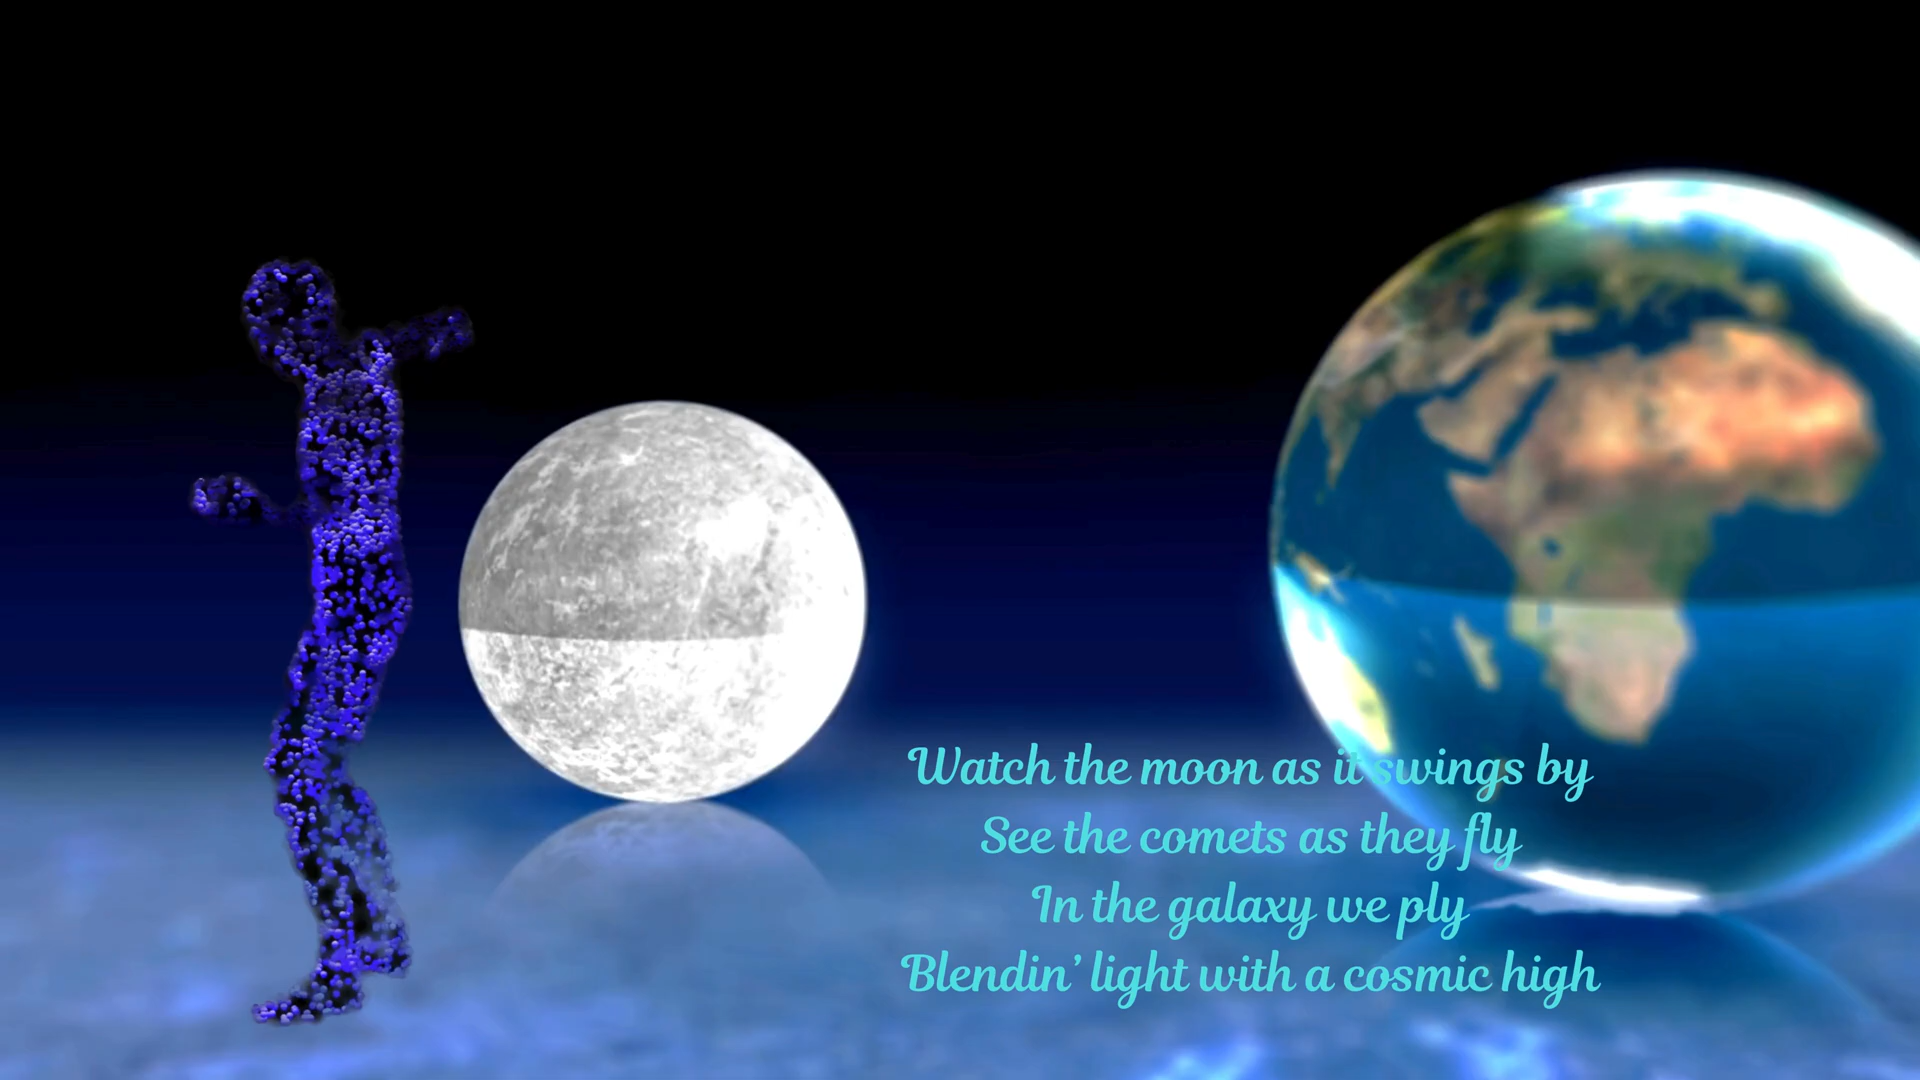 Watch the moon as it swings by
See the comets as they fly
In the galaxy we ply
Blendin’ light with a cosmic high